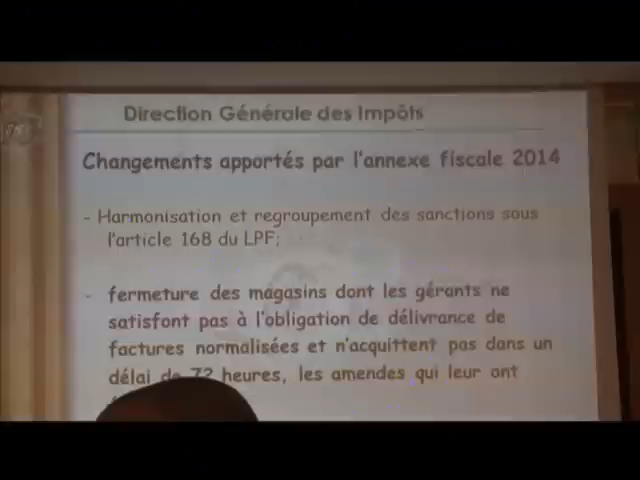 Direction Générale des Impôts
Changements apportés par l'annexe fiscale 2014
- Harmonisation et regroupement des sanctions sous
l'article 168 du LPF;
- fermeture des magasins dont les gérants ne
satisfont pas à l'obligation de délivrance de
factures normalisées et n'acquittent pas dans un
délai de 72 heures, les amendes qui leur ont